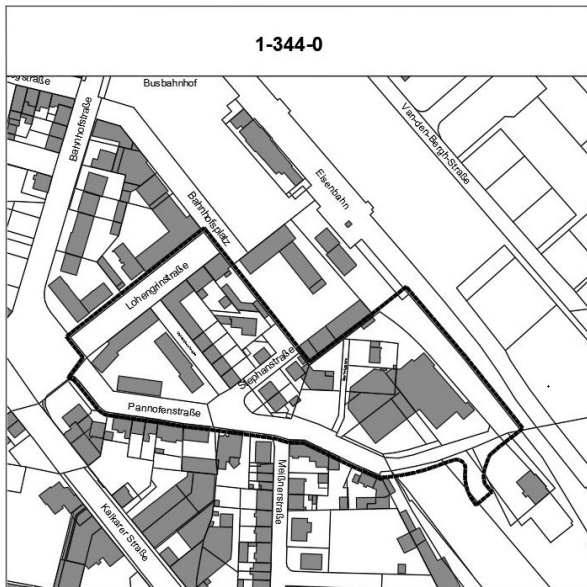 1-344-0
Busbahnhof
Bahnhofstraße
Van-den-Bergh-Straße
Eisenbahn
Bahnhofsplatz
Lohengrinstraße
Stephanstraße
Pannofenstraße
Meißnerstraße
Kalkarer Straße